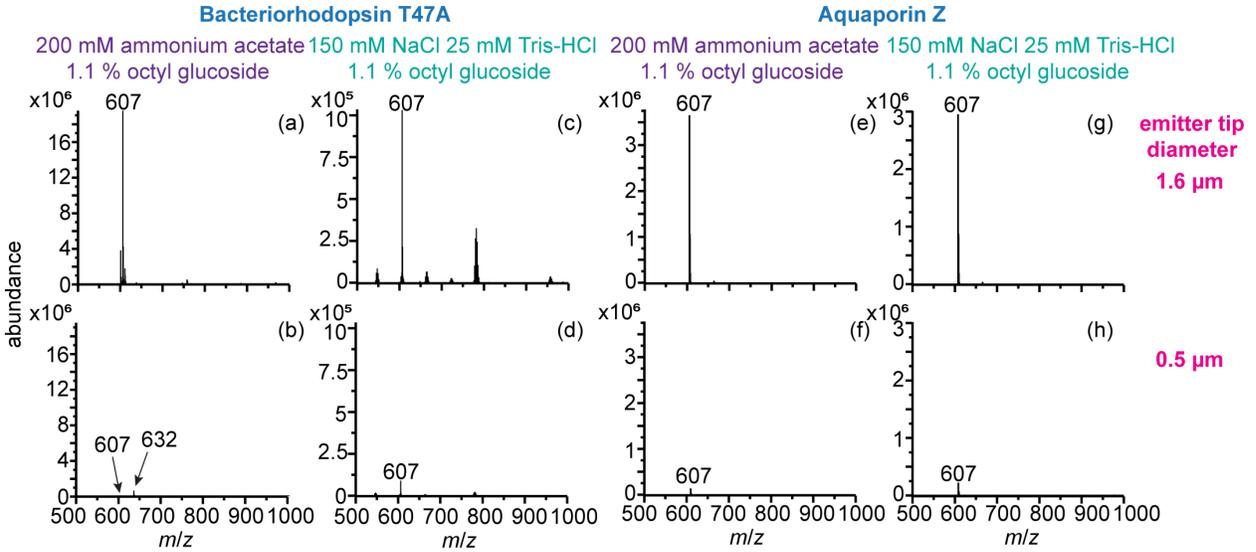 Bacteriorhodopsin T47A
Aquaporin Z
200 mM ammonium acetate
1.1 % octyl glucoside
150 mM NaCl 25 mM Tris-HCl
1.1 % octyl glucoside
200 mM ammonium acetate
1.1 % octyl glucoside
150 mM NaCl 25 mM Tris-HCl
1.1 % octyl glucoside
abundance
x10⁶
607
(a)
16
12
8
4
0
x10⁵
607
(c)
10
7.5
5
2.5
0
x10⁶
607
(e)
3
2
1
0
x10⁶
607
(g)
3
2
1
0
emitter tip
diameter
1.6 µm
x10⁶
(b)
16
12
8
4
0
607 632
500 600 700 800 900 1000
m/z
x10⁵
(d)
10
7.5
5
2.5
0
607
500 600 700 800 900 1000
m/z
x10⁶
(f)
3
2
1
0
607
500 600 700 800 900 1000
m/z
x10⁶
(h)
3
2
1
0
607
500 600 700 800 900 1000
m/z
0.5 µm